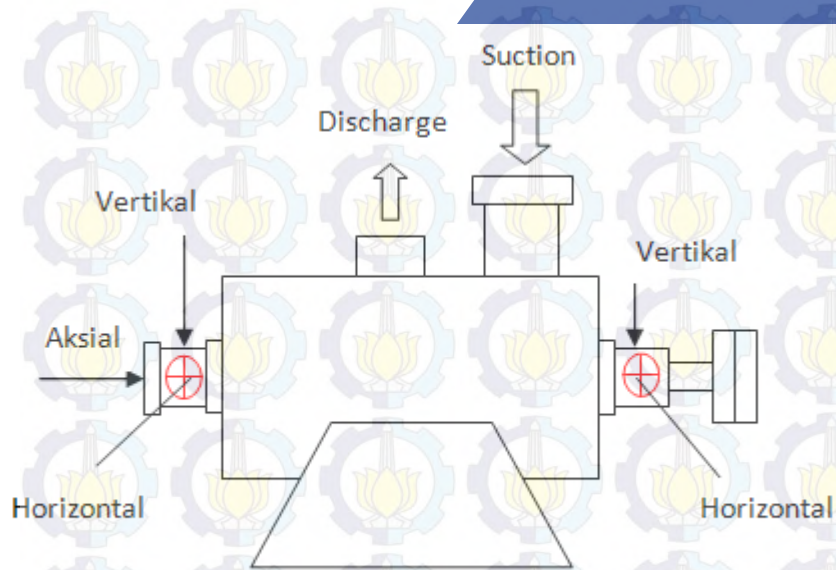 Suction
Discharge
Vertikal
Vertikal
Aksial
Horizontal
Horizontal